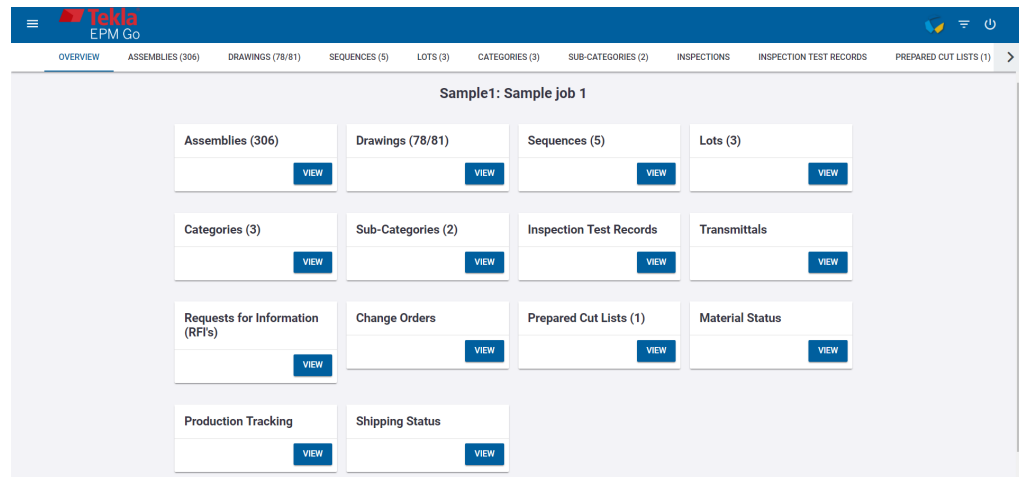 Tekla
EPM Go
OVERVIEW ASSEMBLIES (306) DRAWINGS (78/81) SEQUENCES (5) LOTS (3) CATEGORIES (3) SUB-CATEGORIES (2) INSPECTIONS INSPECTION TEST RECORDS PREPARED CUT LISTS (1)
Sample1: Sample job 1
Assemblies (306) Drawings (78/81) Sequences (5) Lots (3)
VIEW VIEW VIEW VIEW
Categories (3) Sub-Categories (2) Inspection Test Records Transmittals
VIEW VIEW VIEW VIEW
Requests for Information Change Orders Prepared Cut Lists (1) Material Status
(RFI's)
VIEW VIEW VIEW
VIEW
Production Tracking Shipping Status
VIEW VIEW